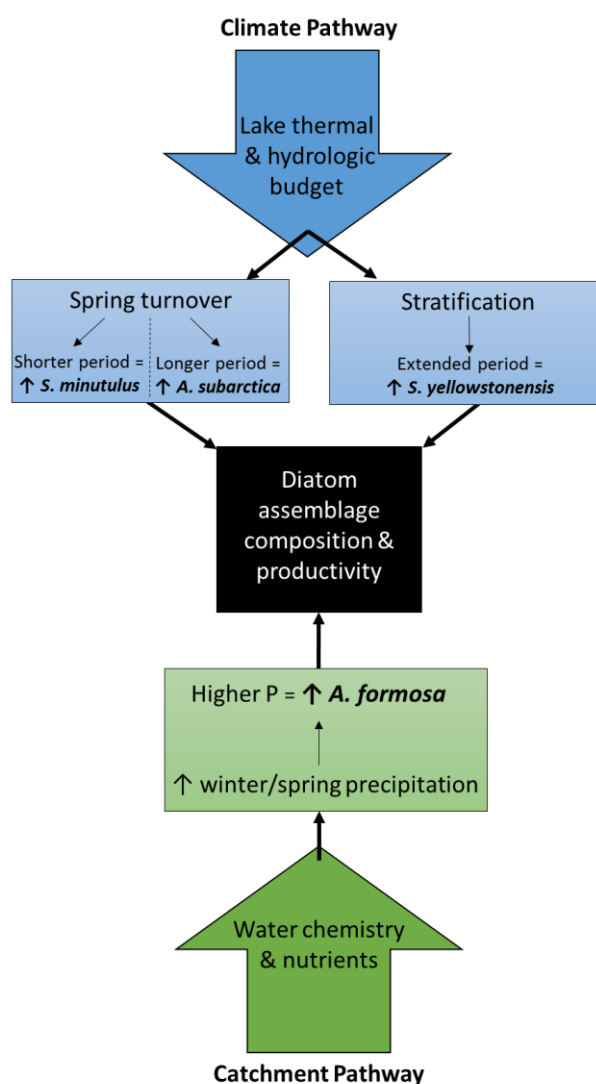 Climate Pathway
Lake thermal
& hydrologic
budget
Spring turnover
Shorter period =
↑ S. minutulus
Longer period =
↑ A. subarctica
Stratification
Extended period =
↑ S. yellowstonensis
Diatom
assemblage
composition &
productivity
Higher P = ↑ A. formosa
↑ winter/spring precipitation
Water chemistry
& nutrients
Catchment Pathway